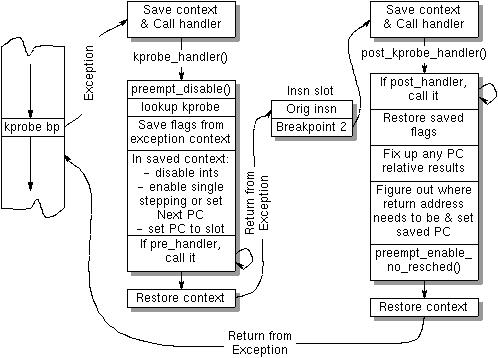 Save context
& Call handler
kprobe_handler()
preempt_disable()
lookup kprobe
Save flags from
exception context
In saved context:
– disable ints
– enable single
stepping or set
Next PC
– set PC to slot
If pre_handler,
call it
Restore context
Exception
kprobe bp
Return from
Exception
Insn slot
Orig insn
Breakpoint 2
Save context
& Call handler
post_kprobe_handler()
If post_handler,
call it
Restore saved
flags
Fix up any PC
relative results
Figure out where
return address
needs to be & set
saved PC
preempt_enable_
no_resched()
Restore context
Return from
Exception